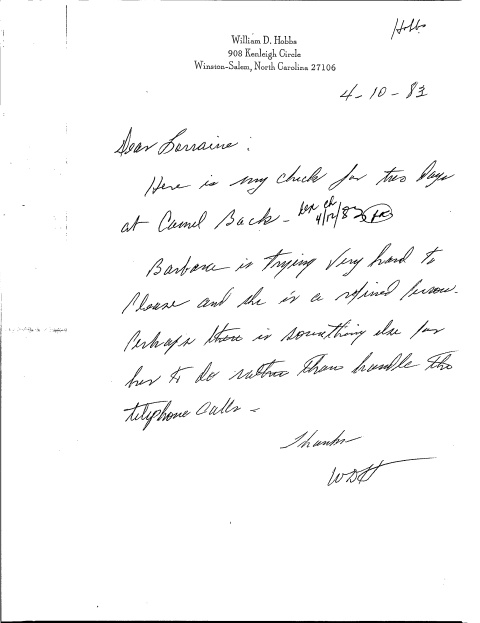 Hobbs
William D. Hobbs
908 Kenleigh Circle
Winston-Salem, North Carolina 27106
4-10-83
Dear Lorraine:
Here is my check for two days
at Camel Back -
4/12/83
Barbara is trying very hard to
please and she is a refined person.
Perhaps there is something else for
her to do rather than handle the
telephone calls -
Thanks
WDH